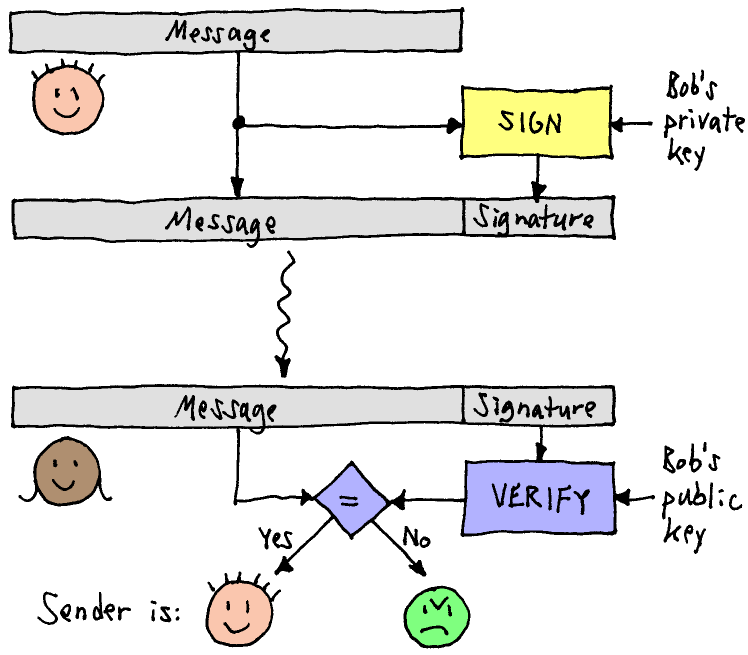 Message
SIGN
Bob's
private
key
Message
Signature
Message
Signature
=
VERIFY
Bob's
public
key
Yes
No
Sender is: